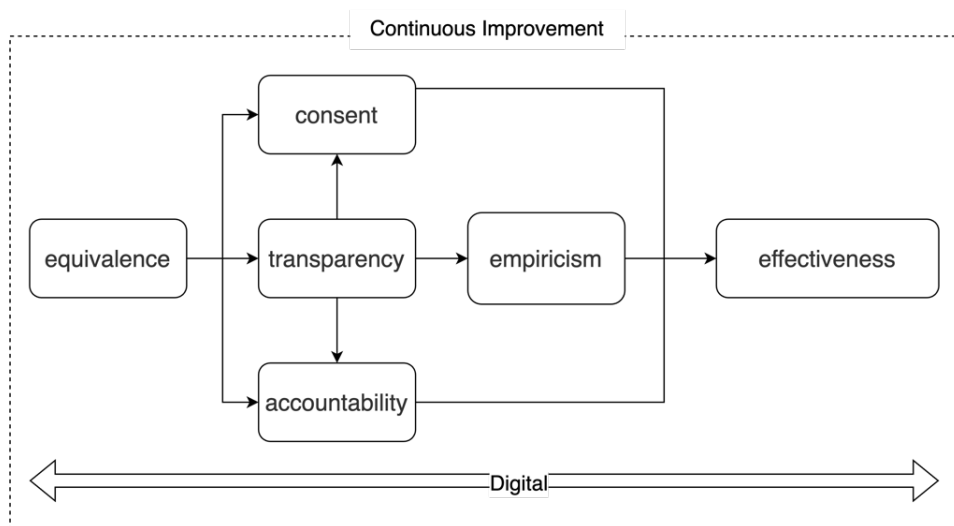 Continuous Improvement
consent
equivalence
transparency
empiricism
effectiveness
accountability
Digital